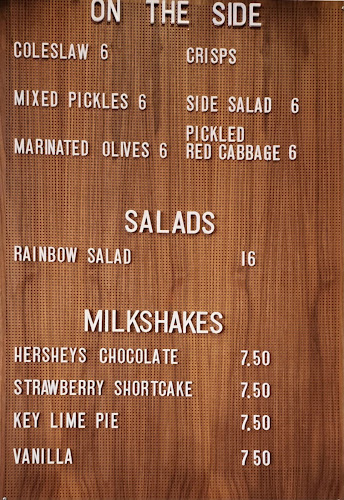 ON THE SIDE
COLESLAW 6 CRISPS
MIXED PICKLES 6 SIDE SALAD 6
MARINATED OLIVES 6 PICKLED
RED CABBAGE 6
SALADS
RAINBOW SALAD 16
MILKSHAKES
HERSHEYS CHOCOLATE 7.50
STRAWBERRY SHORTCAKE 7.50
KEY LIME PIE 7.50
VANILLA 7 50